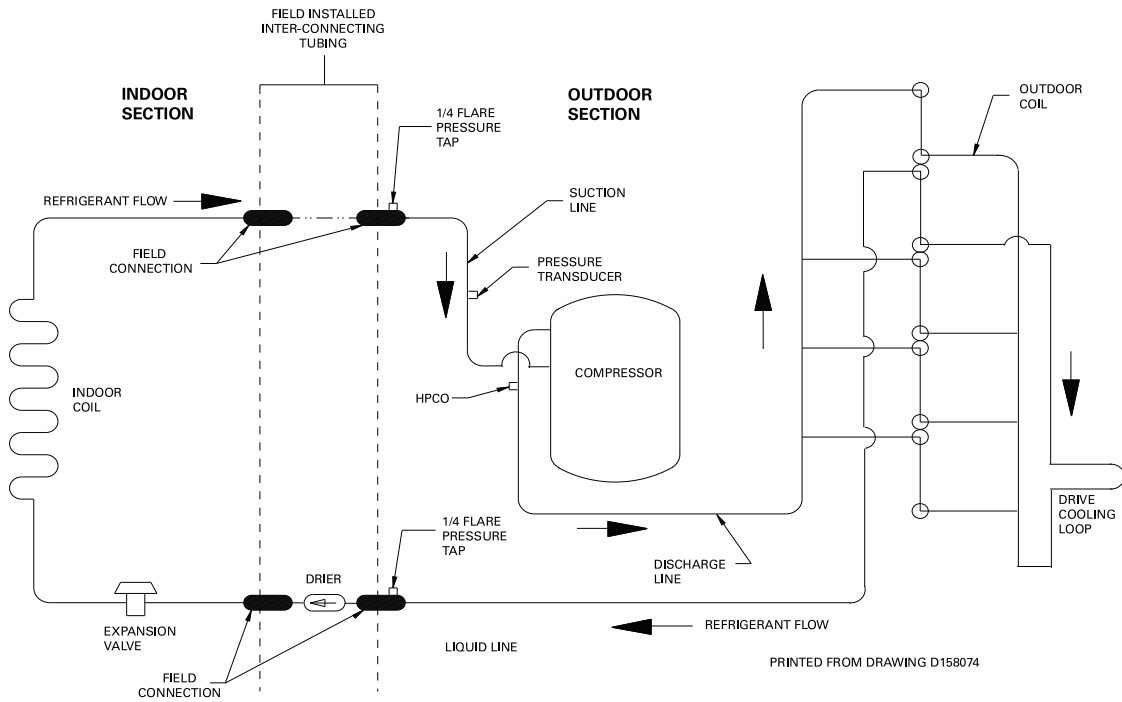 FIELD INSTALLED
INTER-CONNECTING
TUBING
INDOOR
SECTION
OUTDOOR
SECTION
1/4 FLARE
PRESSURE
TAP
OUTDOOR
COIL
REFRIGERANT FLOW
SUCTION
LINE
FIELD
CONNECTION
PRESSURE
TRANSDUCER
INDOOR
COIL
HPCO
COMPRESSOR
DRIVE
COOLING
LOOP
1/4 FLARE
PRESSURE
TAP
DISCHARGE
LINE
DRIER
EXPANSION
VALVE
REFRIGERANT FLOW
LIQUID LINE
FIELD
CONNECTION
PRINTED FROM DRAWING D158074